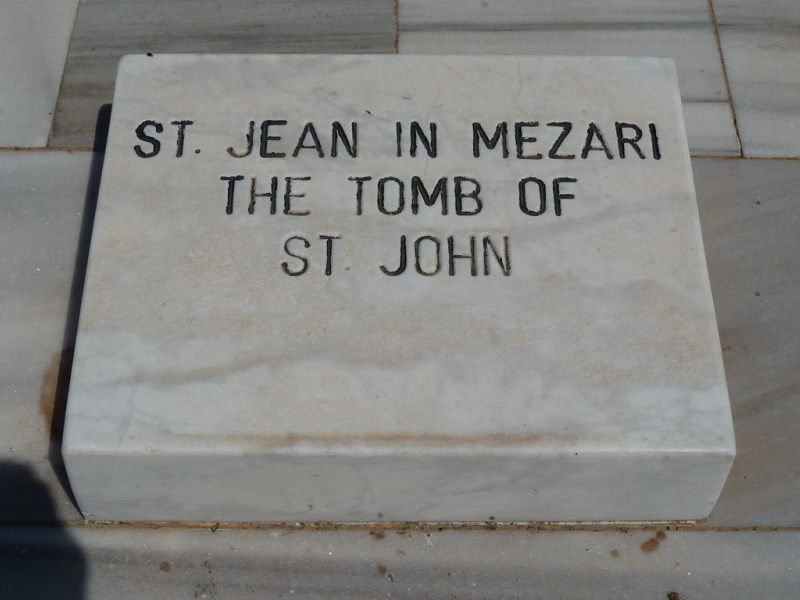 ST. JEAN IN MEZARI
THE TOMB OF
ST JOHN